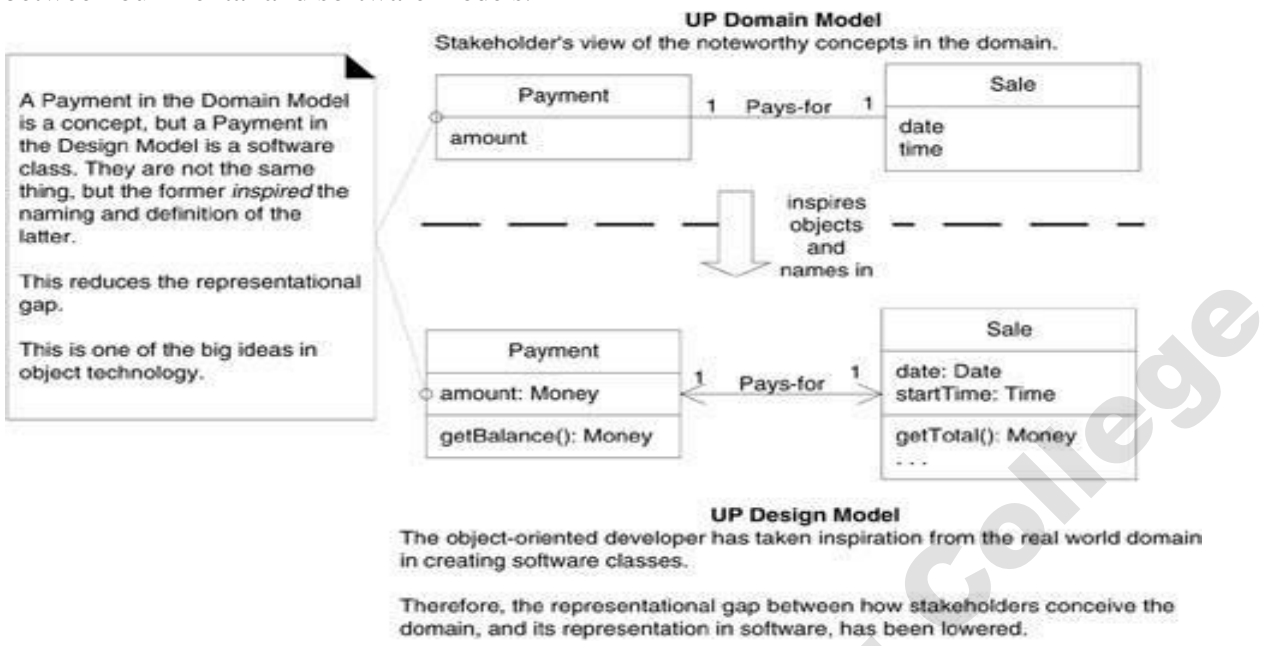 UP Domain Model
Stakeholder's view of the noteworthy concepts in the domain.
A Payment in the Domain Model
is a concept, but a Payment in
the Design Model is a software
class. They are not the same
thing, but the former inspired the
naming and definition of the
latter.
This reduces the representational
gap.
This is one of the big ideas in
object technology.
Payment
amount
1 Pays-for 1
Sale
date
time
inspires
objects
and
names in
Payment
amount: Money
getBalance(): Money
1 Pays-for 1
Sale
date: Date
startTime: Time
getTotal(): Money
. . .
UP Design Model
The object-oriented developer has taken inspiration from the real world domain
in creating software classes.
Therefore, the representational gap between how stakeholders conceive the
domain, and its representation in software, has been lowered.
College